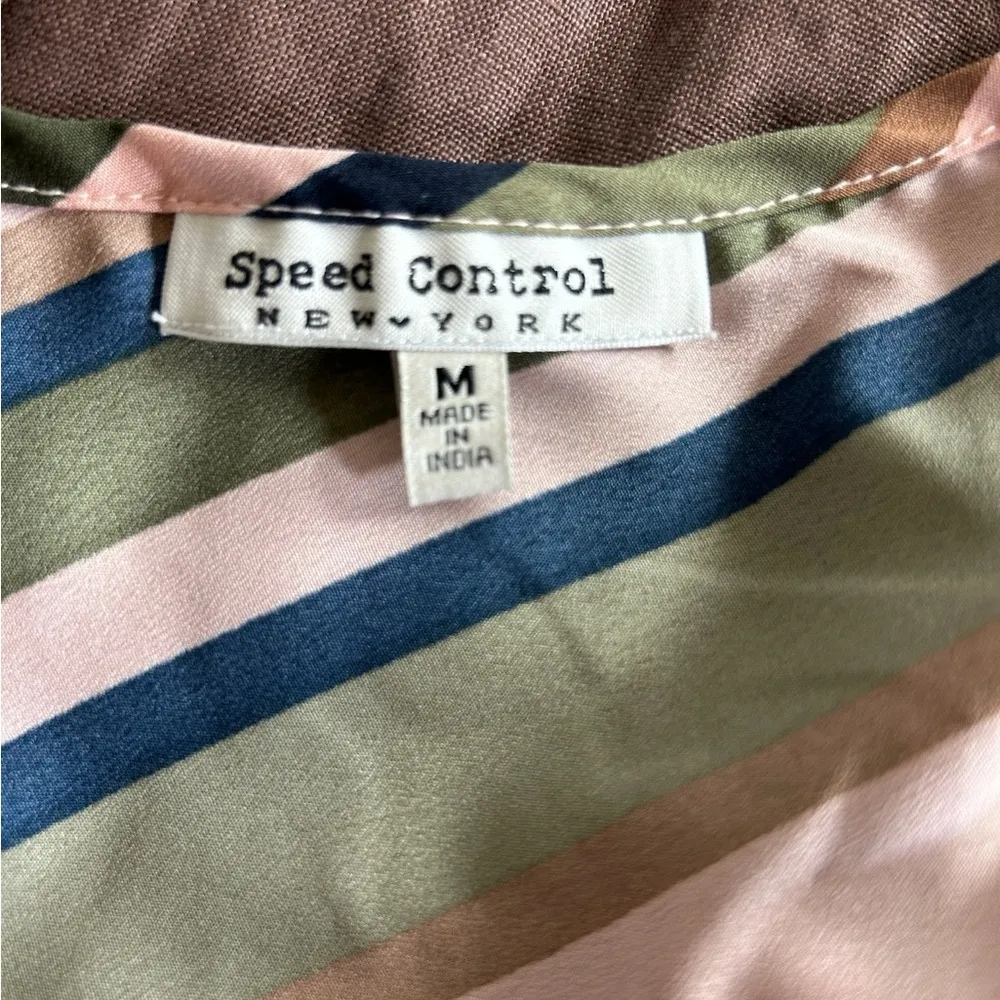 Speed Control
NEW YORK
M
MADE
IN
INDIA